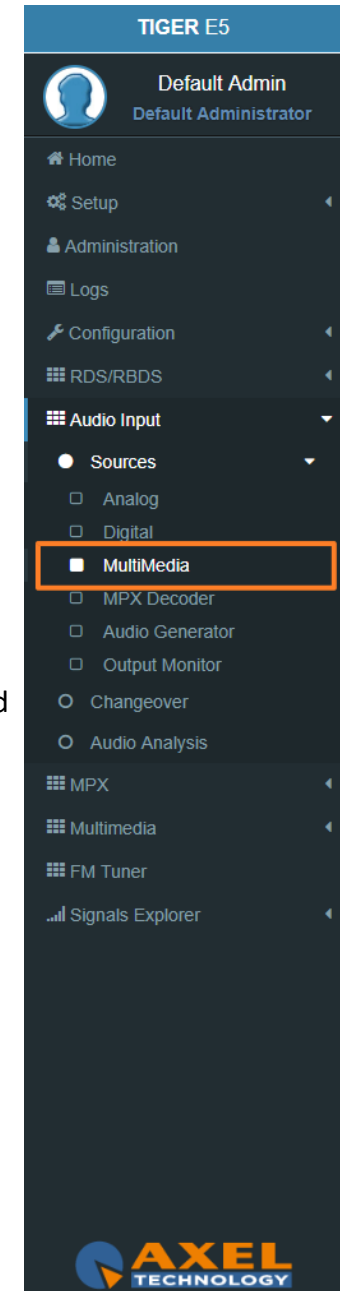 TIGER E5
Default Admin
Default Administrator
Home
Setup
Administration
Logs
Configuration
RDS/RBDS
Audio Input
Sources
Analog
Digital
MultiMedia
MPX Decoder
Audio Generator
Output Monitor
d
Changeover
Audio Analysis
MPX
Multimedia
FM Tuner
Signals Explorer
AXEL
TECHNOLOGY